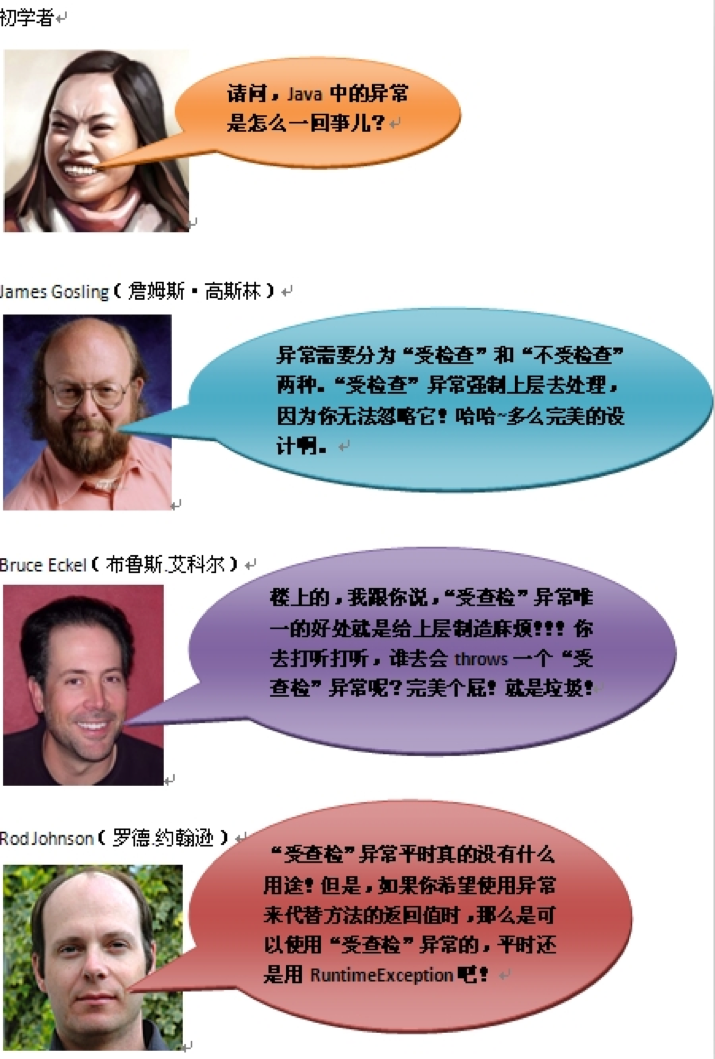 初学者
请问，Java 中的异常
是怎么一回事儿？
James Gosling（詹姆斯·高斯林）
异常需要分为“受检查”和“不受检查”
两种。“受检查”异常强制上层去处理，
因为你无法忽略它！哈哈~多么完美的设
计啊。
Bruce Eckel（布鲁斯.艾科尔）
楼上的，我跟你说，“受查检”异常唯
一的好处就是给上层制造麻烦！！！你
去打听打听，谁去会 throws 一个“受
查检”异常呢？完美个屁！就是垃圾！
Rod Johnson（罗德.约翰逊）
“受查检”异常平时真的没有什么
用途！但是，如果你希望使用异常
来代替方法的返回值时，那么是可
以使用“受查检”异常的，平时还
是用 RuntimeException 吧！